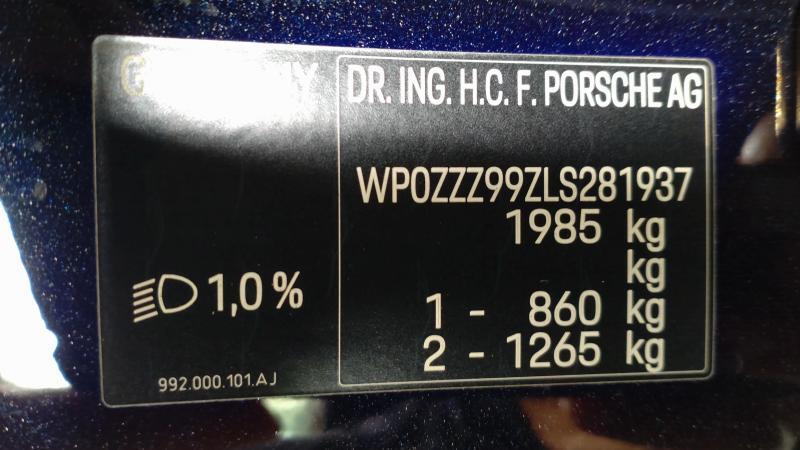 DR. ING. H.C. F. PORSCHE AG
WP0ZZZ99ZLS281937
1985 kg
kg
1 - 860 kg
2 - 1265 kg
1,0 %
992.000.101.AJ